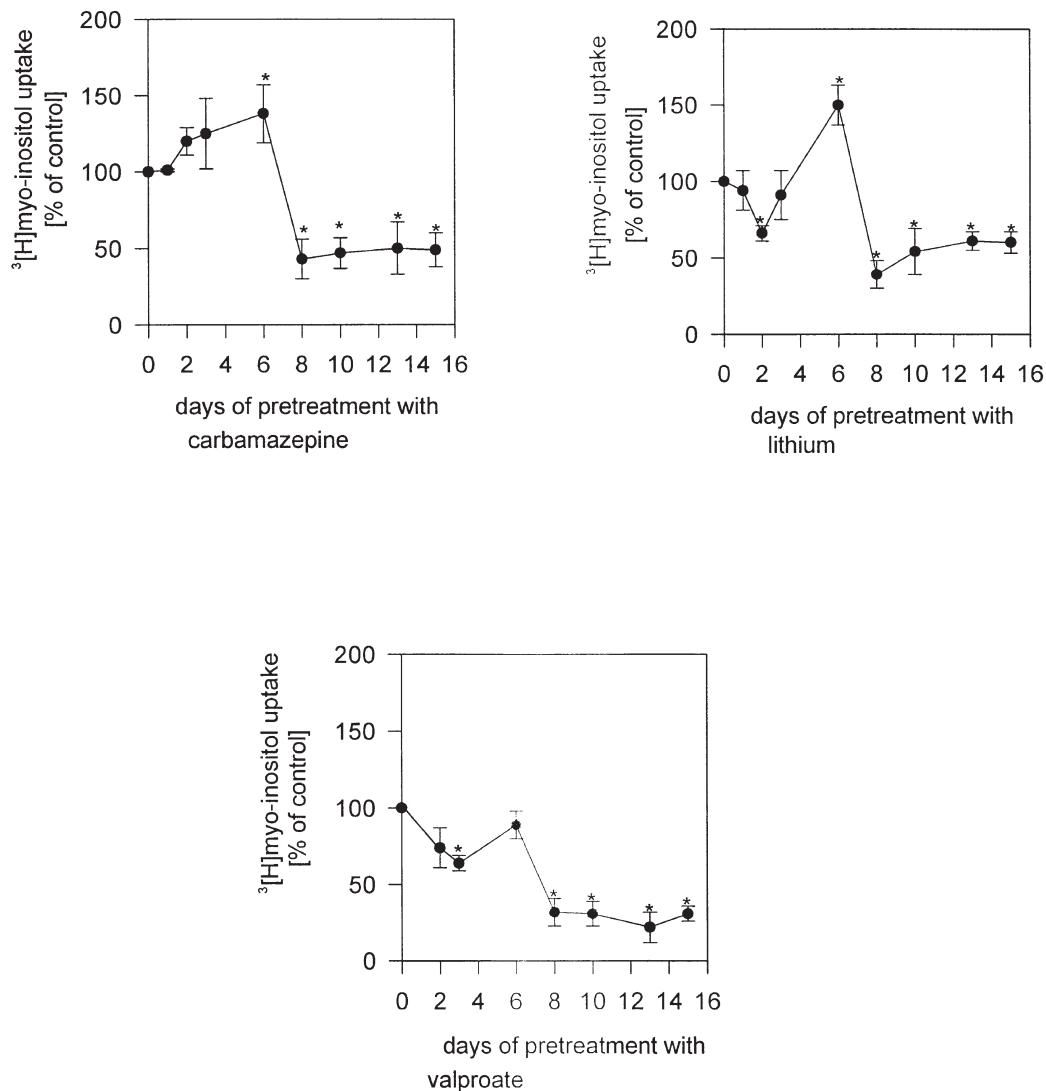 200
150
100
50
0
³[H]myo-inositol uptake
[% of control]
*
*
*
*
*
0 2 4 6 8 10 12 14 16
days of pretreatment with
carbamazepine
200
150
100
50
0
³[H]myo-inositol uptake
[% of control]
*
*
*
*
*
*
0 2 4 6 8 10 12 14 16
days of pretreatment with
lithium
200
150
100
50
0
³[H]myo-inositol uptake
[% of control]
*
*
*
*
*
0 2 4 6 8 10 12 14 16
days of pretreatment with
valproate